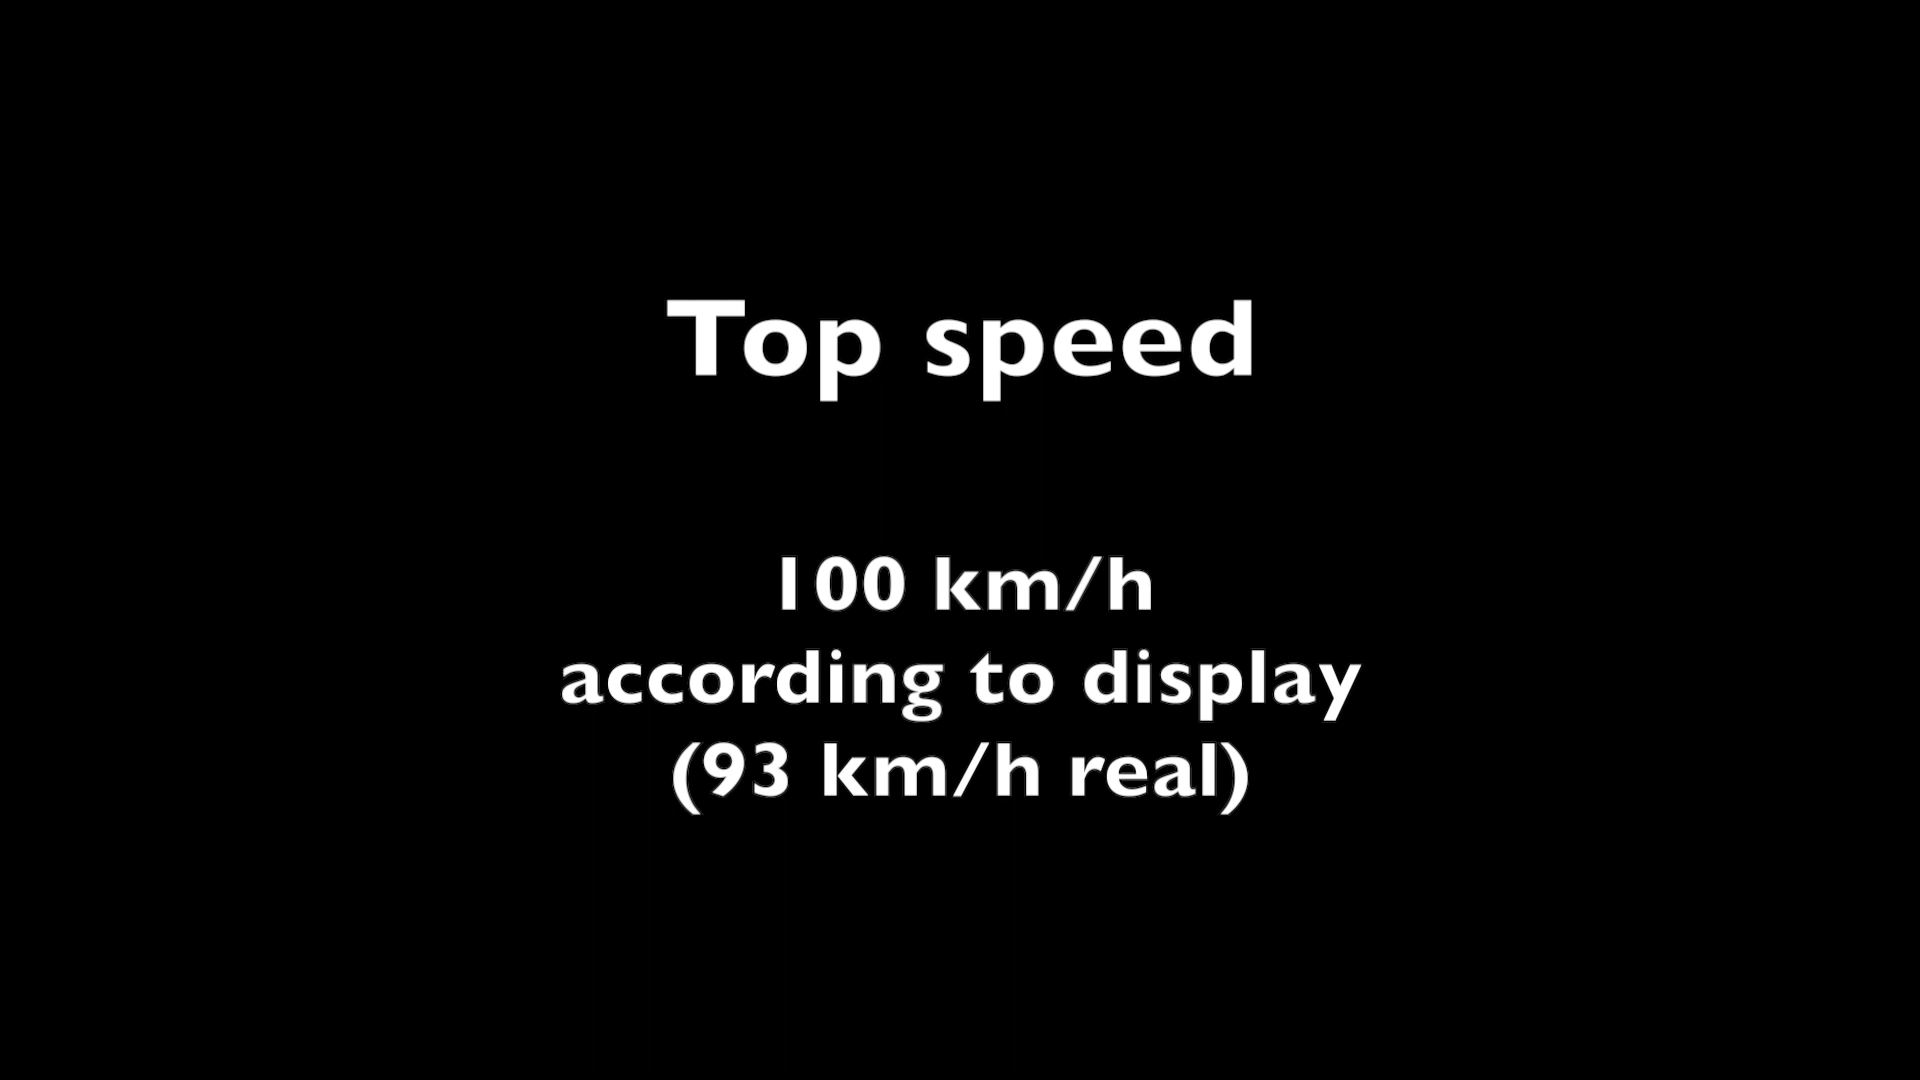 Top speed
100 km/h
according to display
(93 km/h real)